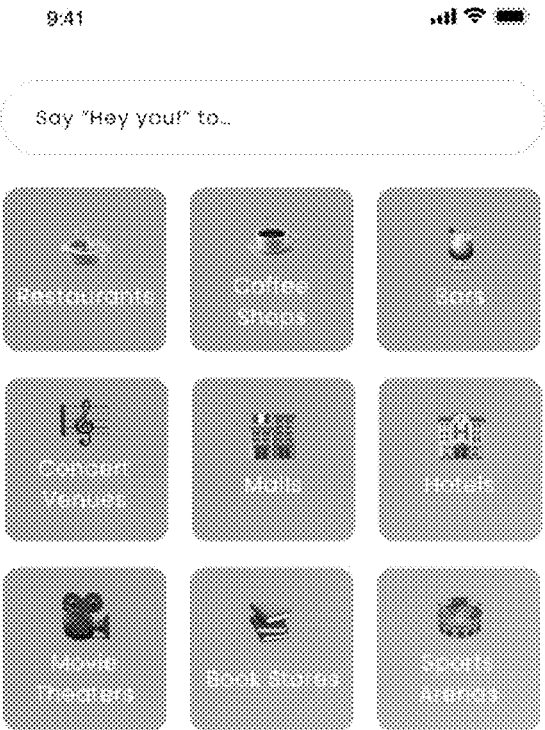 9:41
Say "Hey you!" to...
Restaurants
Coffee
Shops
Bars
Concert
Venues
Malls
Hotels
Movie
Theaters
Book Stores
Sports
Arenas